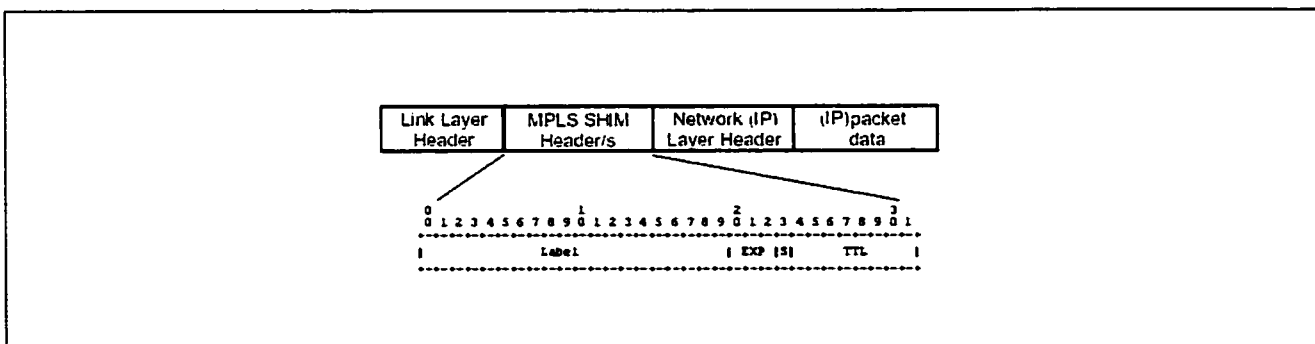 Link Layer Header
MPLS SHIM Header/s
Network (IP) Layer Header
(IP)packet data
0 1 2 3
0 1 2 3 4 5 6 7 8 9 0 1 2 3 4 5 6 7 8 9 0 1 2 3 4 5 6 7 8 9 0 1
| Label | EXP |S| TTL |